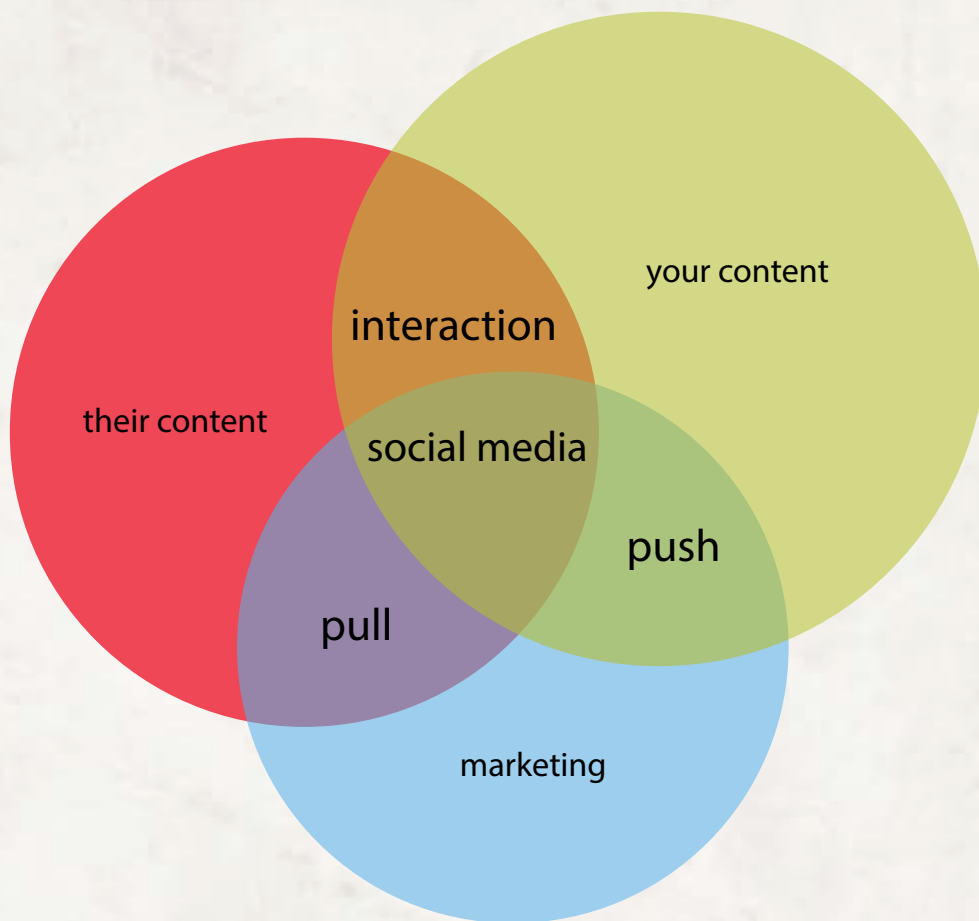 your content
interaction
their content
social media
push
pull
marketing